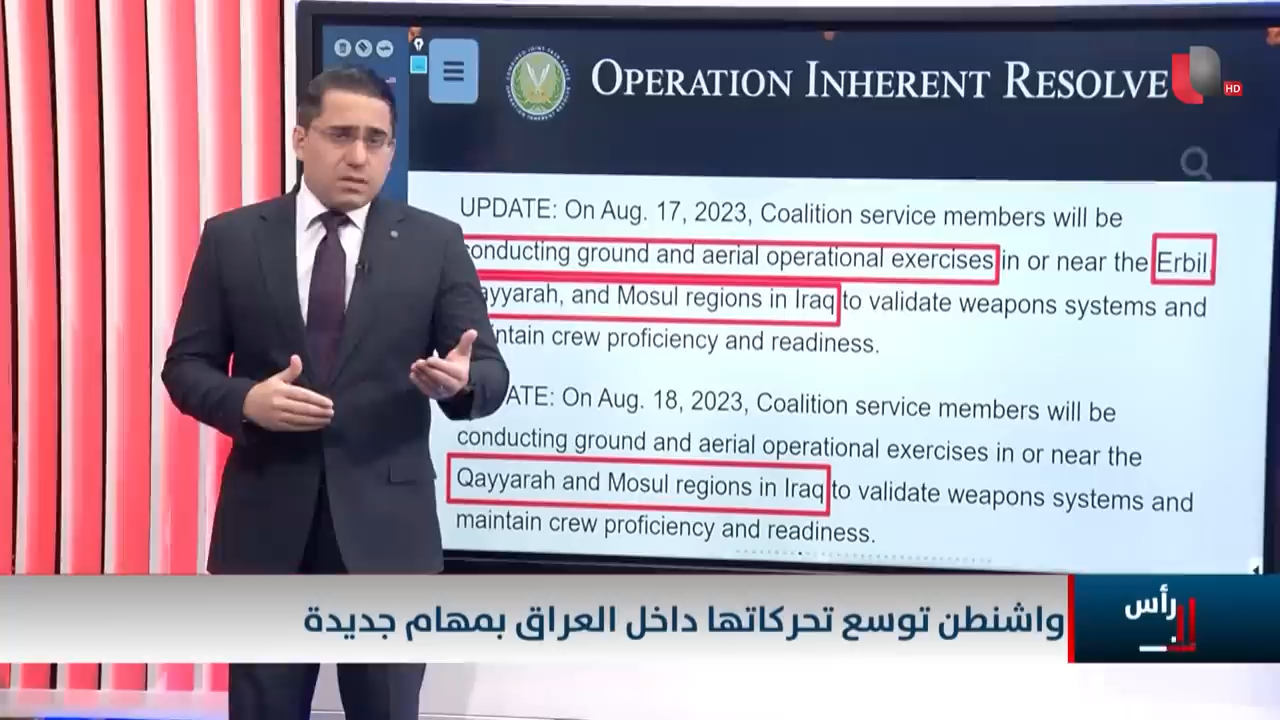 OPERATION INHERENT RESOLVE
HD
UPDATE: On Aug. 17, 2023, Coalition service members will be
conducting ground and aerial operational exercises in or near the Erbil,
ayyarah, and Mosul regions in Iraq to validate weapons systems and
ntain crew proficiency and readiness.
ATE: On Aug. 18, 2023, Coalition service members will be
conducting ground and aerial operational exercises in or near the
Qayyarah and Mosul regions in Iraq to validate weapons systems and
maintain crew proficiency and readiness.
واشنطن توسع تحركاتها داخل العراق بمهام جديدة